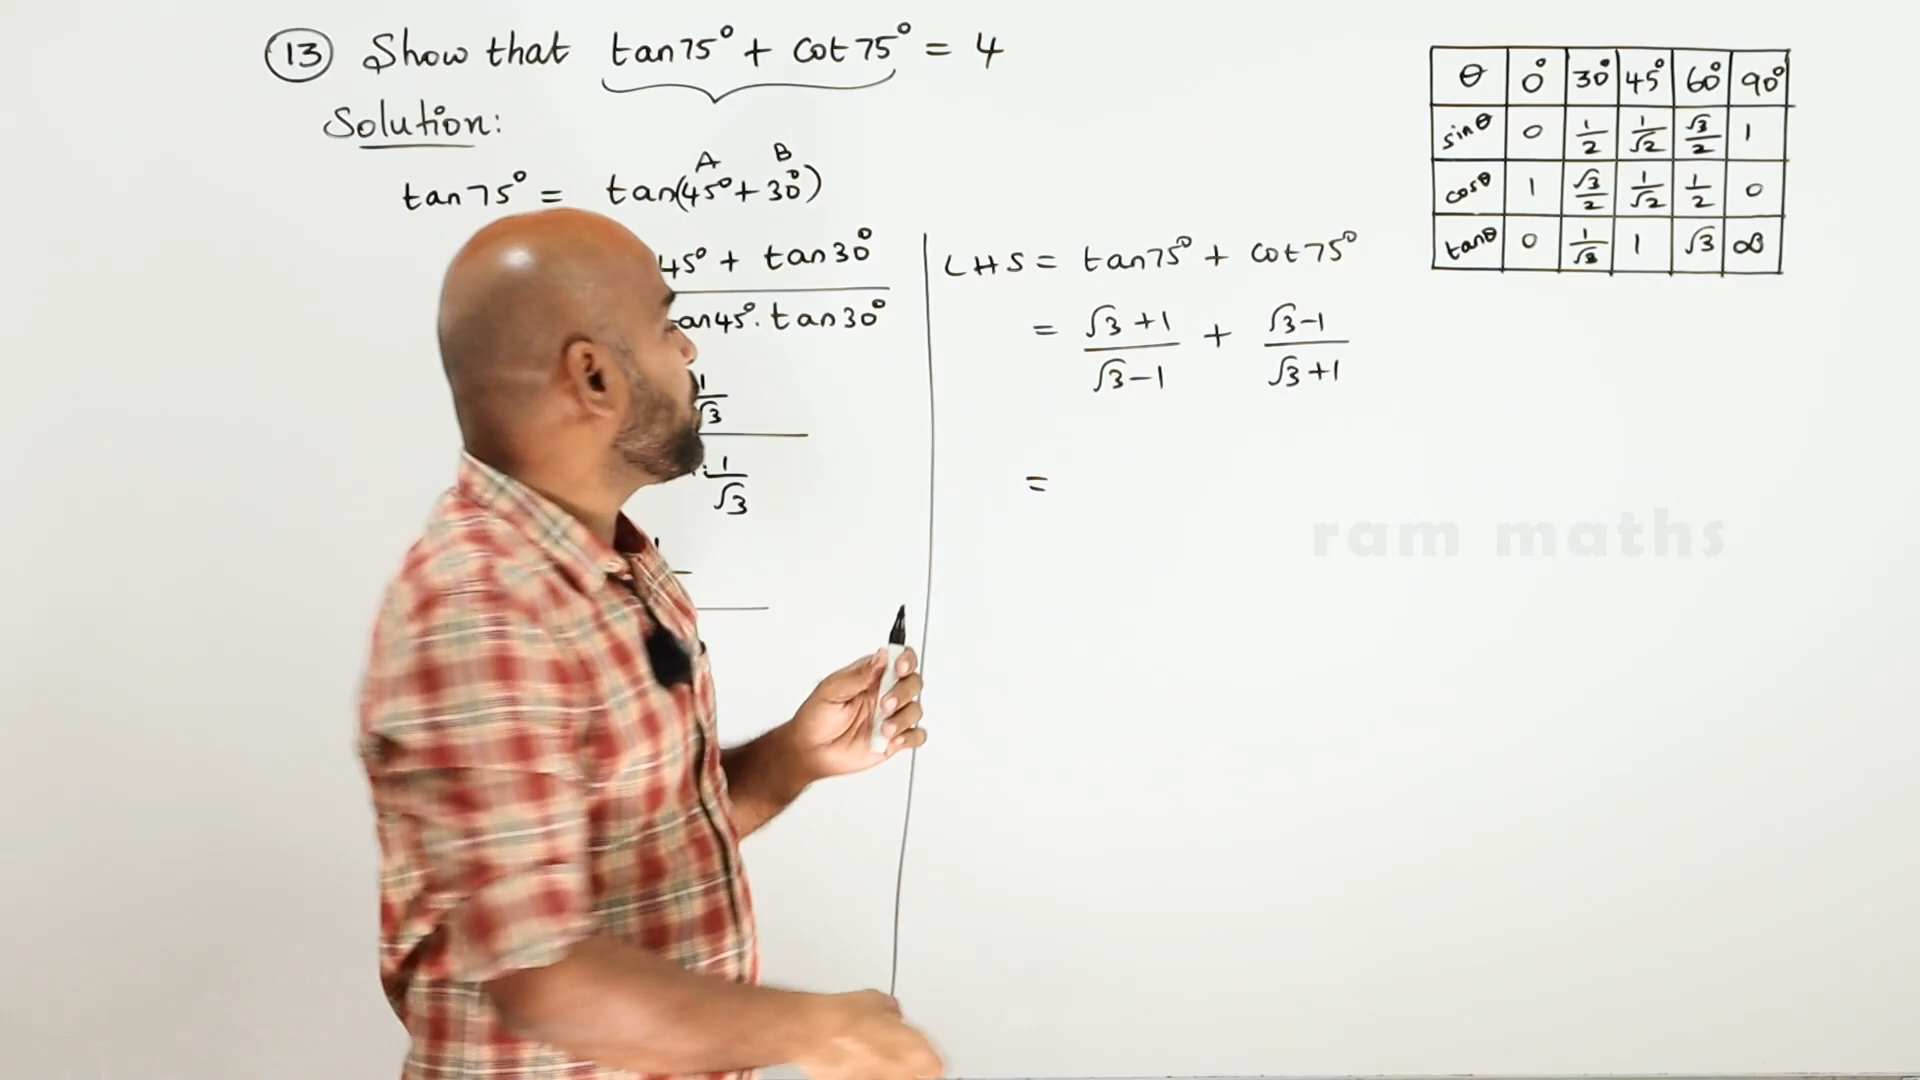 13 Show that tan75° + cot75° = 4
Solution:
A B
tan75° = tan(45°+30°)
45° + tan30°
an45°. tan30°
1
√3
. 1
√3
LHS = tan75° + cot75°
= √3+1 / √3-1 + √3-1 / √3+1
=
θ 0° 30° 45° 60° 90°
sinθ 0 1/2 1/√2 √3/2 1
cosθ 1 √3/2 1/√2 1/2 0
tanθ 0 1/√3 1 √3 ∞
ram maths